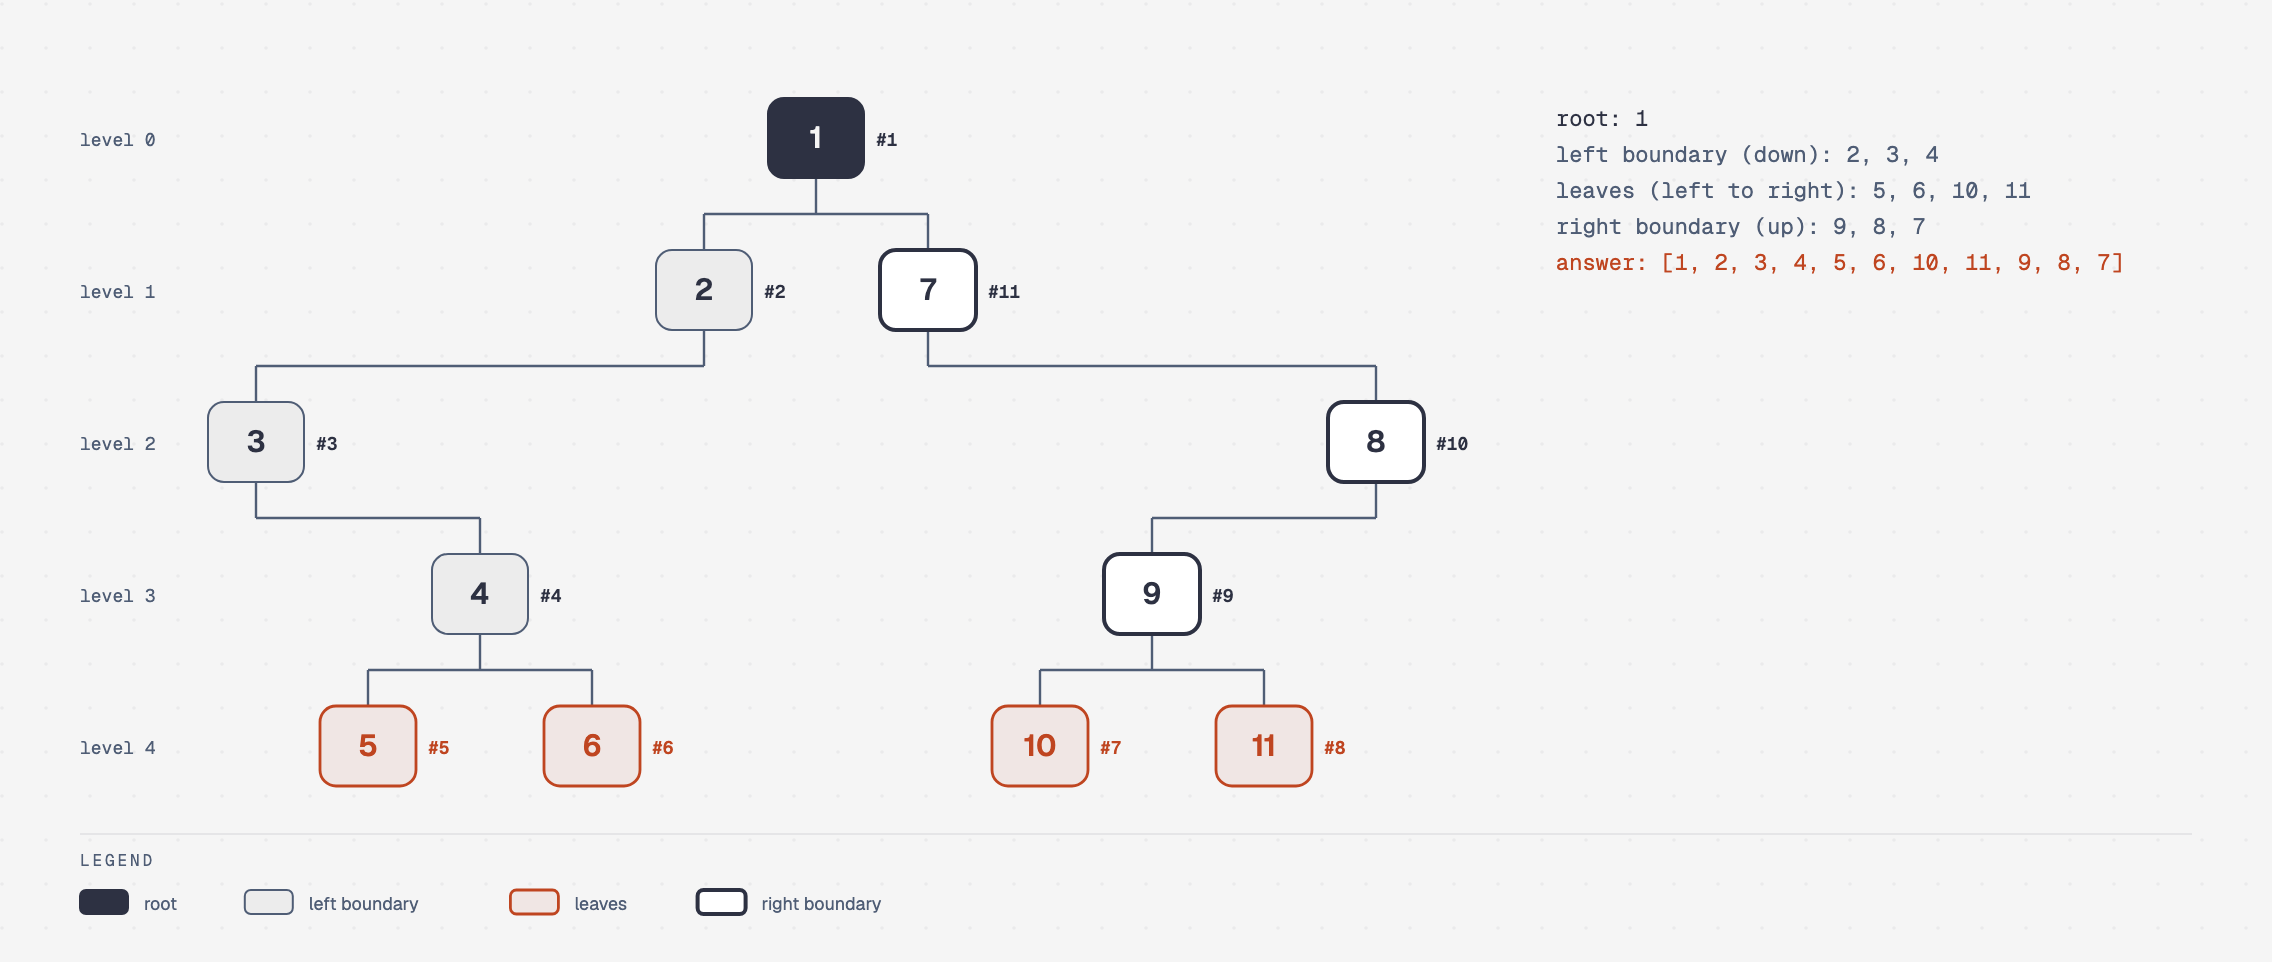 root: 1
left boundary (down): 2, 3, 4
leaves (left to right): 5, 6, 10, 11
right boundary (up): 9, 8, 7
answer: [1, 2, 3, 4, 5, 6, 10, 11, 9, 8, 7]
level 0 1 #1
level 1 2 #2 7 #11
level 2 3 #3 8 #10
level 3 4 #4 9 #9
level 4 5 #5 6 #6 10 #7 11 #8
LEGEND
root left boundary leaves right boundary